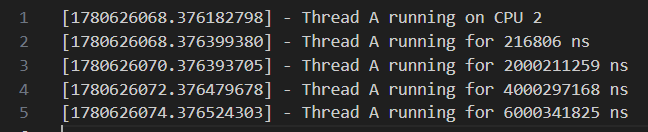 1 [1780626068.376182798] - Thread A running on CPU 2
2 [1780626068.376399380] - Thread A running for 216806 ns
3 [1780626070.376393705] - Thread A running for 2000211259 ns
4 [1780626072.376479678] - Thread A running for 4000297168 ns
5 [1780626074.376524303] - Thread A running for 6000341825 ns